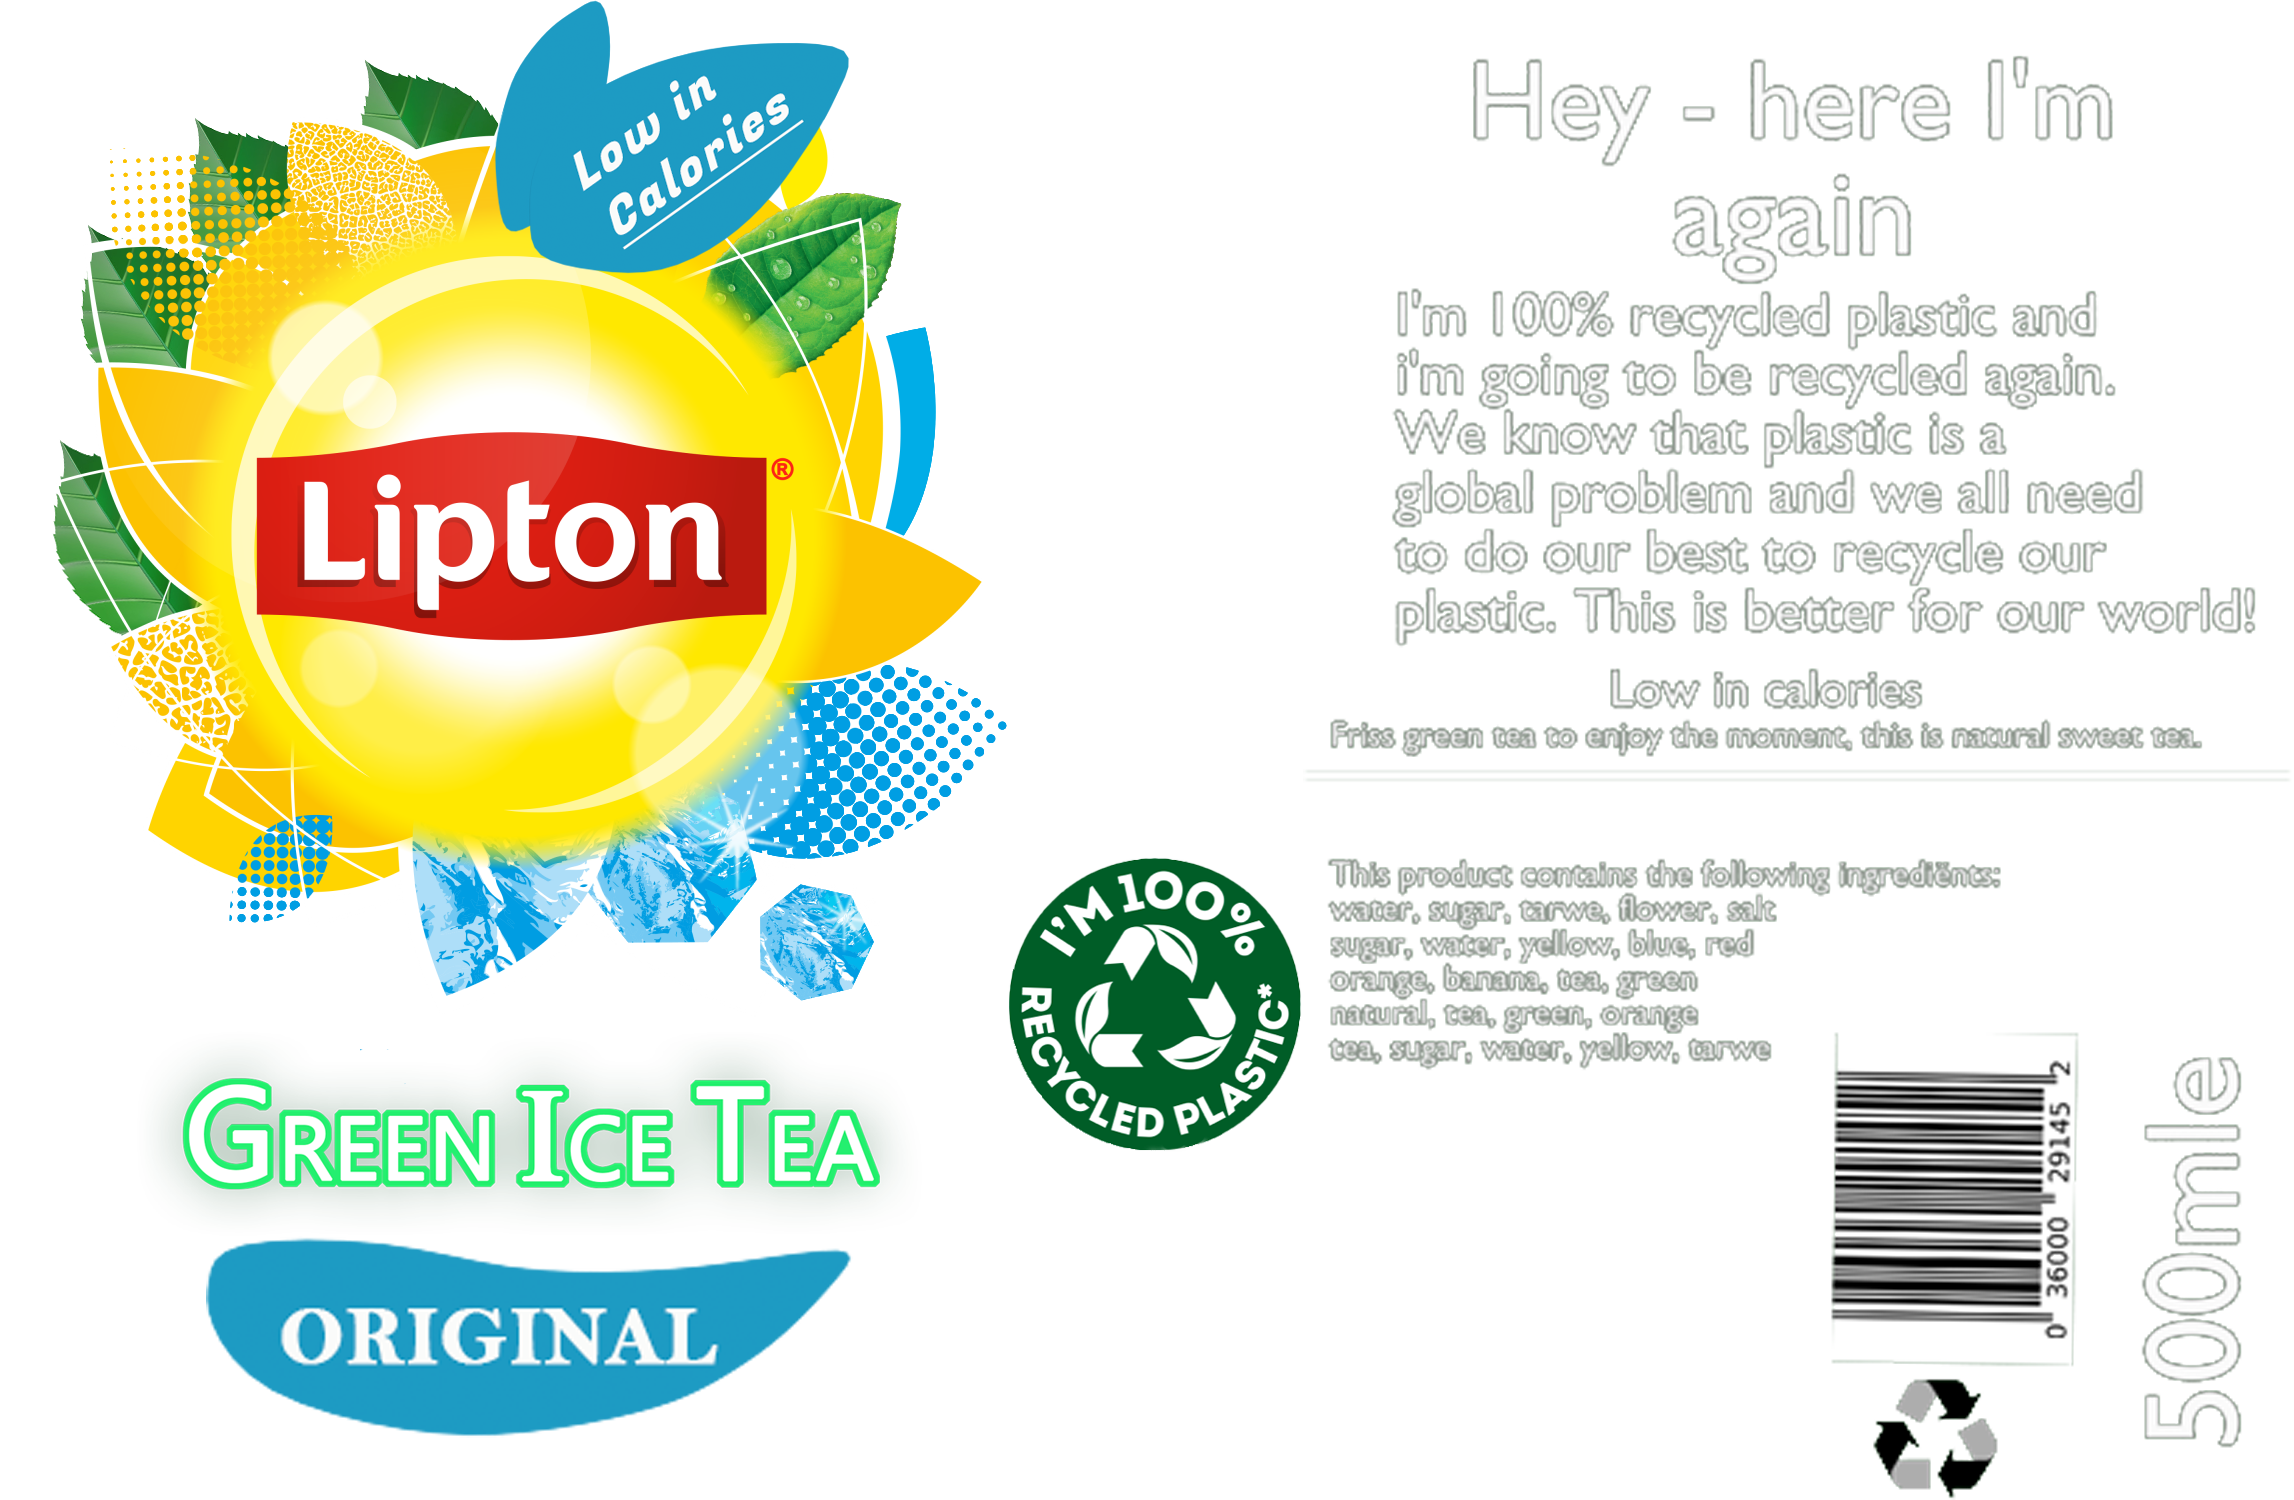 Low in
Calories
Lipton®
GREEN ICE TEA
ORIGINAL
I'M 100%
RECYCLED PLASTIC*
Hey - here I'm
again
I'm 100% recycled plastic and
i'm going to be recycled again.
We know that plastic is a
global problem and we all need
to do our best to recycle our
plastic. This is better for our world!
Low in calories
Friss green tea to enjoy the moment, this is natural sweet tea.
This product contains the following ingrediënts:
water, sugar, tarwe, flower, salt
sugar, water, yellow, blue, red
orange, banana, tea, green
natural, tea, green, orange
tea, sugar, water, yellow, tarwe
0 36000 29145 2
500mle